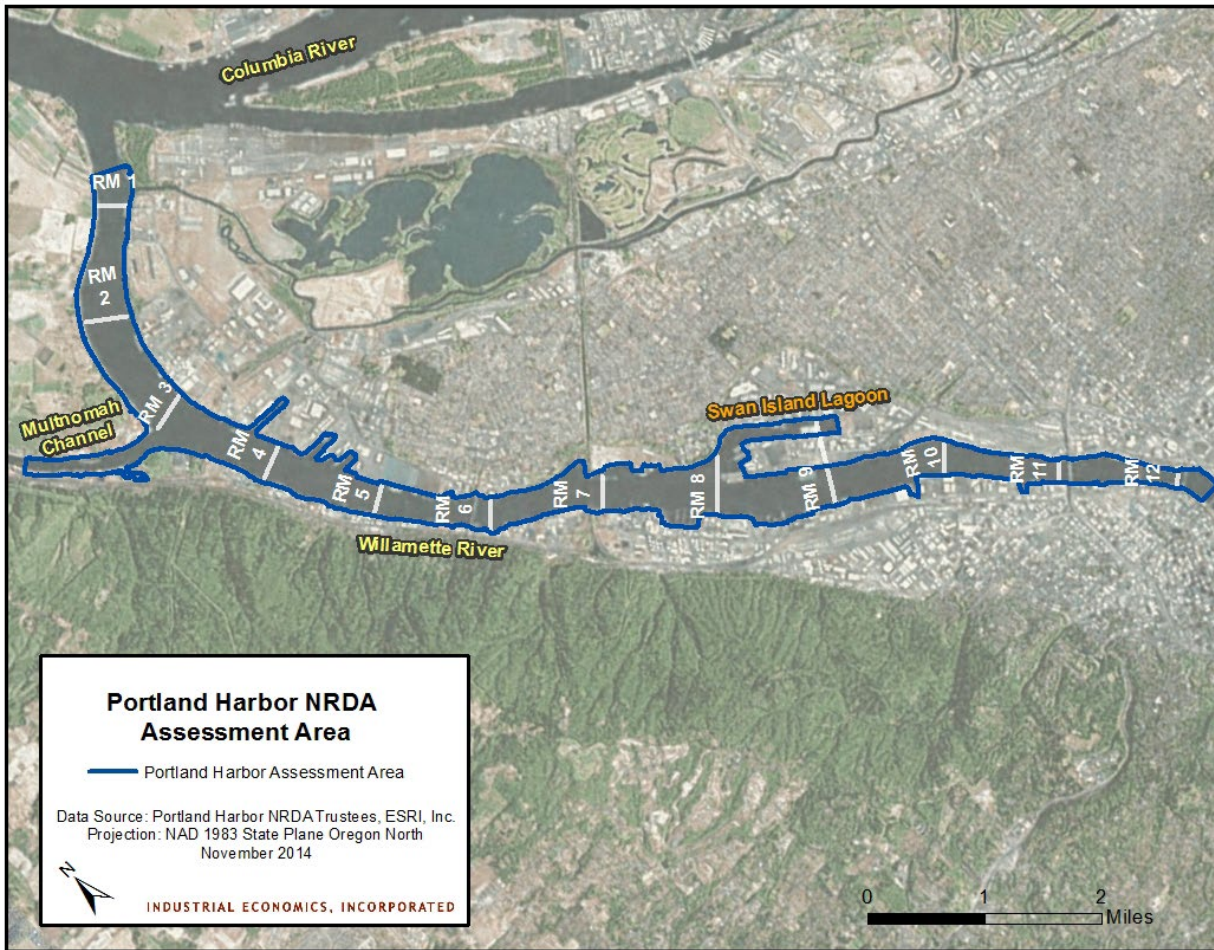 Columbia River
RM 1
RM
2
RM 3
Multnomah
Channel
RM
4
RM
5
RM
6
Willamette River
RM
7
RM 8
Swan Island Lagoon
RM 9
RM
10
RM
11
RM
12
Portland Harbor NRDA
Assessment Area
Portland Harbor Assessment Area
Data Source: Portland Harbor NRDA Trustees, ESRI, Inc.
Projection: NAD 1983 State Plane Oregon North
November 2014
N
INDUSTRIAL ECONOMICS, INCORPORATED
0 1 2
Miles